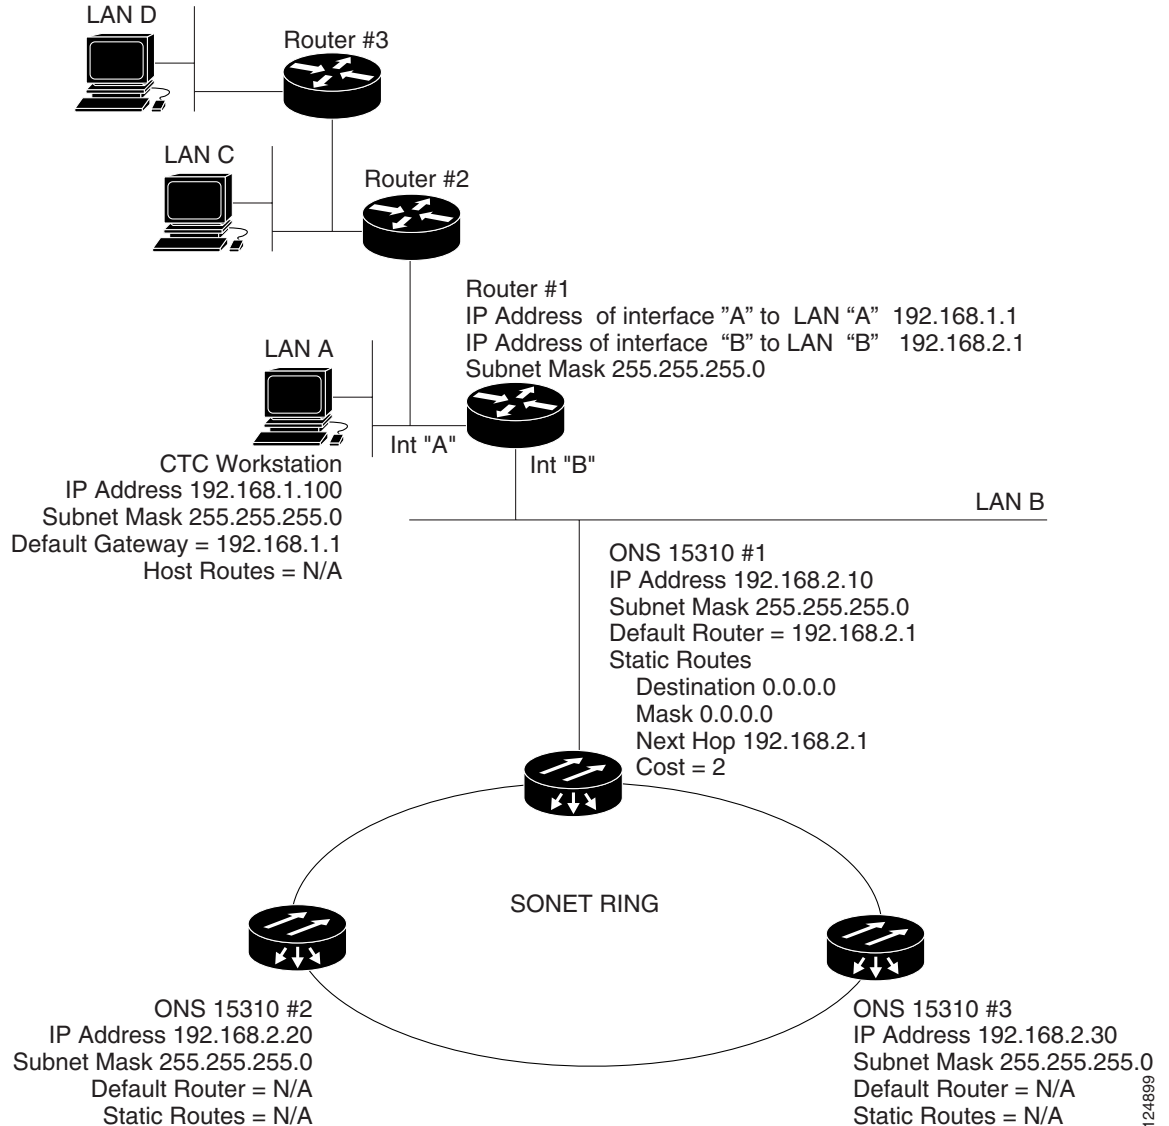 LAN D
Router #3
LAN C
Router #2
Router #1
IP Address  of interface ”A” to  LAN “A”  192.168.1.1
IP Address of interface  “B” to LAN  “B”   192.168.2.1
Subnet Mask 255.255.255.0
LAN A
Int "A"
Int "B"
CTC Workstation
IP Address 192.168.1.100
Subnet Mask 255.255.255.0
Default Gateway = 192.168.1.1
Host Routes = N/A
LAN B
ONS 15310 #1
IP Address 192.168.2.10
Subnet Mask 255.255.255.0
Default Router = 192.168.2.1
Static Routes
Destination 0.0.0.0
Mask 0.0.0.0
Next Hop 192.168.2.1
Cost = 2
SONET RING
ONS 15310 #2
IP Address 192.168.2.20
Subnet Mask 255.255.255.0
Default Router = N/A
Static Routes = N/A
ONS 15310 #3
IP Address 192.168.2.30
Subnet Mask 255.255.255.0
Default Router = N/A
Static Routes = N/A
124899